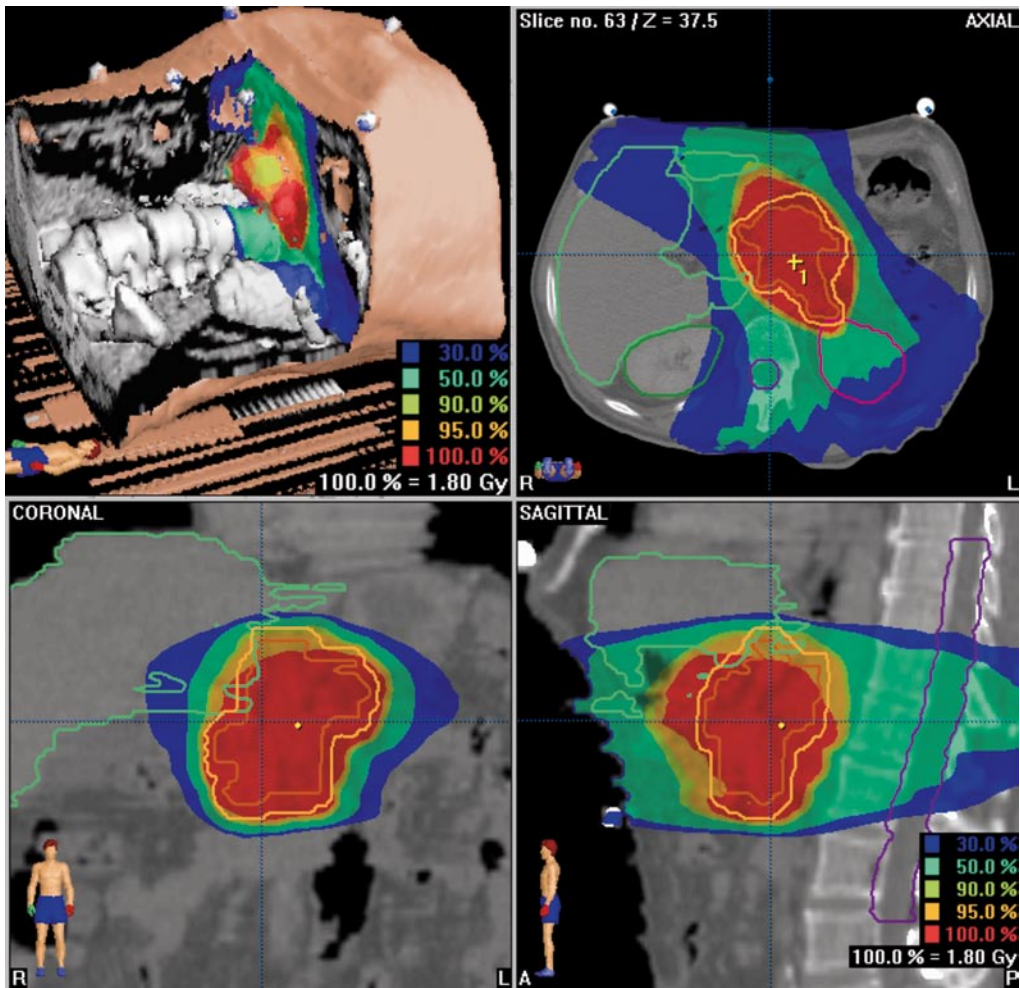 30.0 %
50.0 %
90.0 %
95.0 %
100.0 %
100.0 % = 1.80 Gy
Slice no. 63 / Z = 37.5
AXIAL
1
R
L
CORONAL
R
L
SAGITTAL
30.0 %
50.0 %
90.0 %
95.0 %
100.0 %
100.0 % = 1.80 Gy
A
P